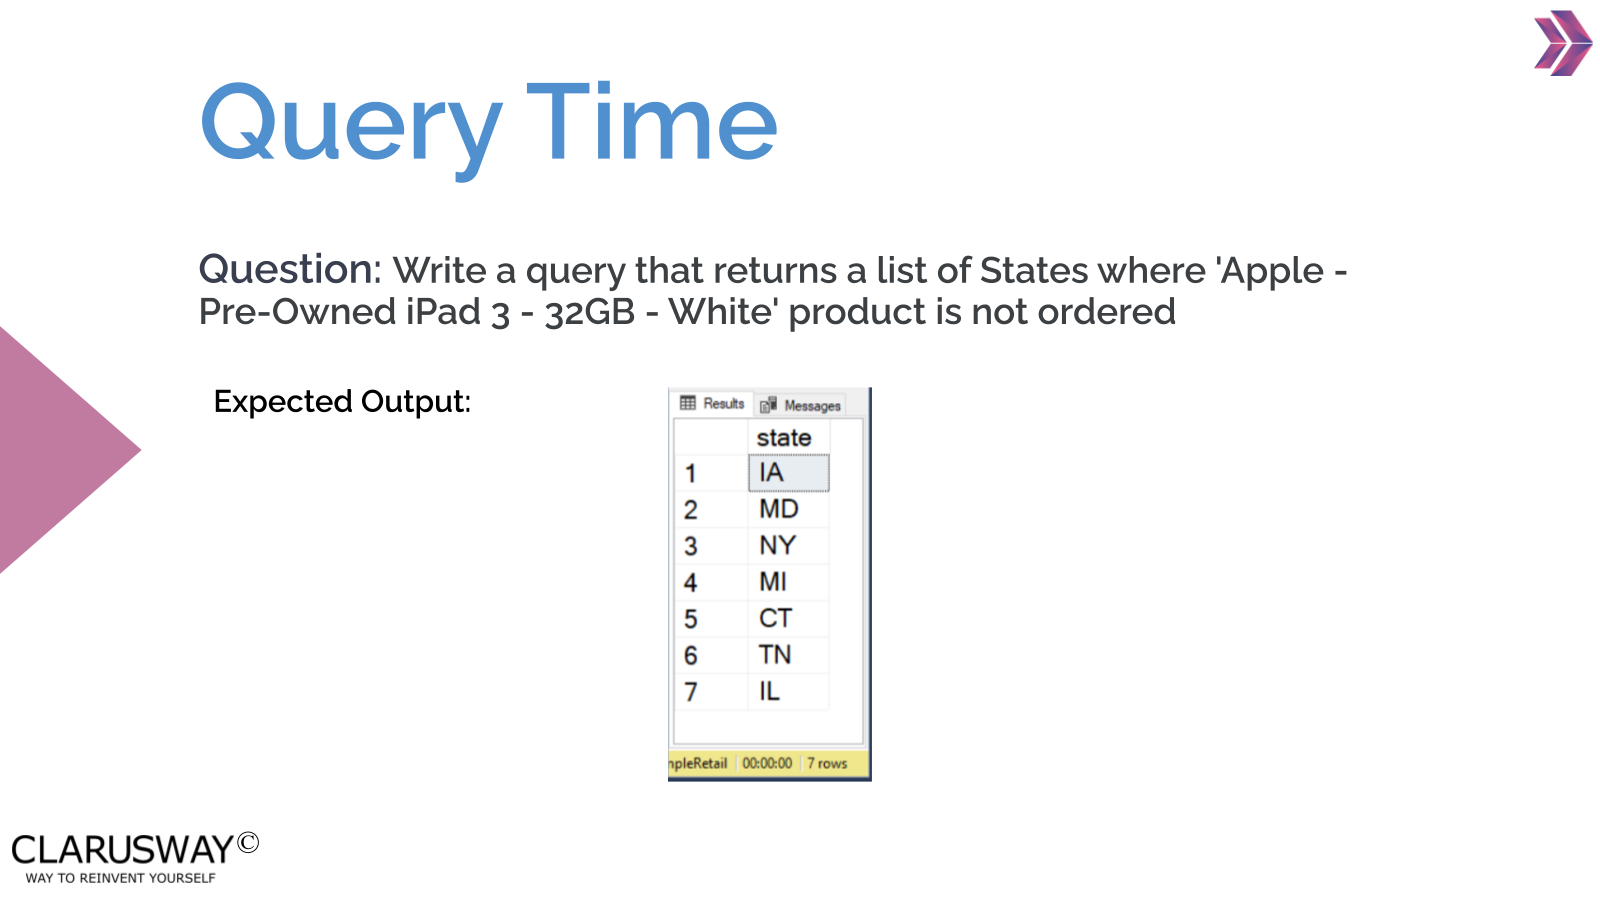 Query Time
Question: Write a query that returns a list of States where 'Apple -
Pre-Owned iPad 3 - 32GB - White' product is not ordered
Expected Output:
Results Messages
state
1 IA
2 MD
3 NY
4 MI
5 CT
6 TN
7 IL
mpleRetail 00:00:00 7 rows
CLARUSWAY©
WAY TO REINVENT YOURSELF